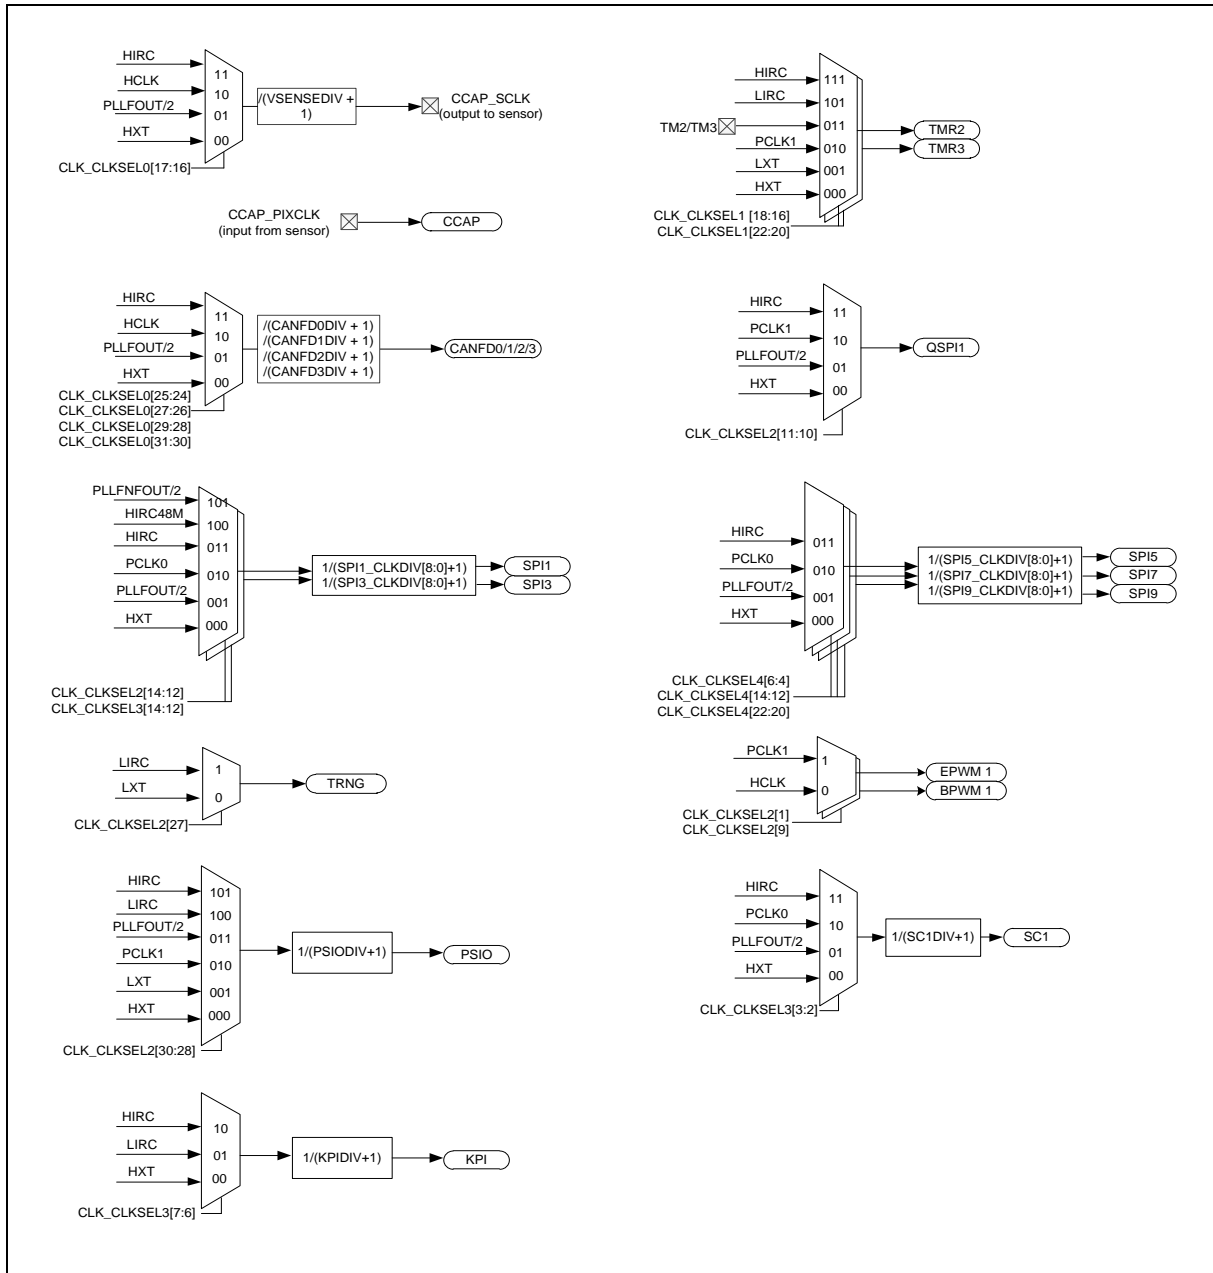 HIRC
HCLK
PLLFOUT/2
HXT
11
10
01
00
CLK_CLKSEL0[17:16]
/(VSENSEDIV +
1)
CCAP_SCLK
(output to sensor)
CCAP_PIXCLK
(input from sensor)
CCAP
HIRC
LIRC
TM2/TM3
PCLK1
LXT
HXT
111
101
011
010
001
000
CLK_CLKSEL1 [18:16]
CLK_CLKSEL1[22:20]
TMR2
TMR3
HIRC
HCLK
PLLFOUT/2
HXT
11
10
01
00
CLK_CLKSEL0[25:24]
CLK_CLKSEL0[27:26]
CLK_CLKSEL0[29:28]
CLK_CLKSEL0[31:30]
/(CANFD0DIV + 1)
/(CANFD1DIV + 1)
/(CANFD2DIV + 1)
/(CANFD3DIV + 1)
CANFD0/1/2/3
HIRC
PCLK1
PLLFOUT/2
HXT
11
10
01
00
CLK_CLKSEL2[11:10]
QSPI1
PLLFNFOUT/2
HIRC48M
HIRC
PCLK0
PLLFOUT/2
HXT
101
100
011
010
001
000
CLK_CLKSEL2[14:12]
CLK_CLKSEL3[14:12]
1/(SPI1_CLKDIV[8:0]+1)
1/(SPI3_CLKDIV[8:0]+1)
SPI1
SPI3
HIRC
PCLK0
PLLFOUT/2
HXT
011
010
001
000
CLK_CLKSEL4[6:4]
CLK_CLKSEL4[14:12]
CLK_CLKSEL4[22:20]
1/(SPI5_CLKDIV[8:0]+1)
1/(SPI7_CLKDIV[8:0]+1)
1/(SPI9_CLKDIV[8:0]+1)
SPI5
SPI7
SPI9
LIRC
LXT
1
0
CLK_CLKSEL2[27]
TRNG
PCLK1
HCLK
1
0
CLK_CLKSEL2[1]
CLK_CLKSEL2[9]
EPWM 1
BPWM 1
HIRC
LIRC
PLLFOUT/2
PCLK1
LXT
HXT
101
100
011
010
001
000
CLK_CLKSEL2[30:28]
1/(PSIODIV+1)
PSIO
HIRC
PCLK0
PLLFOUT/2
HXT
11
10
01
00
CLK_CLKSEL3[3:2]
1/(SC1DIV+1)
SC1
HIRC
LIRC
HXT
10
01
00
CLK_CLKSEL3[7:6]
1/(KPIDIV+1)
KPI